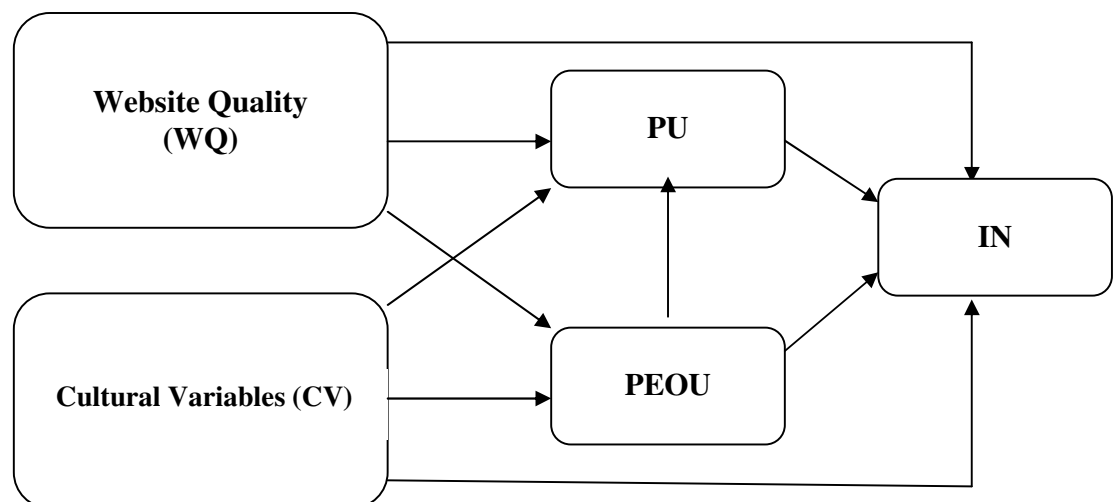 Website Quality
(WQ)
PU
IN
Cultural Variables (CV)
PEOU